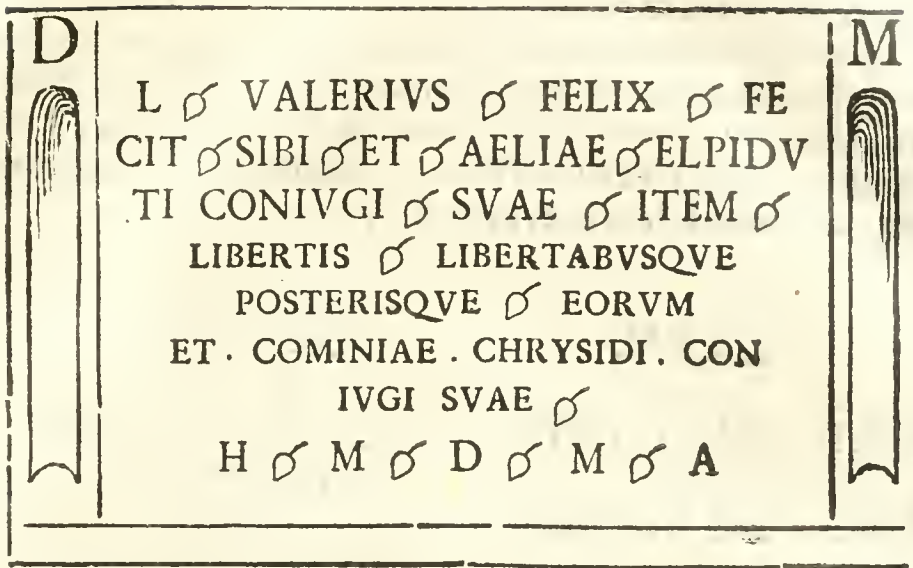 D M
L VALERIVS FELIX FE
CIT SIBI ET AELIAE ELPIDV
TI CONIVGI SVAE ITEM
LIBERTIS LIBERTABVSQVE
POSTERISQVE EORVM
ET . COMINIAE . CHRYSIDI . CON
IVGI SVAE
H M D M A